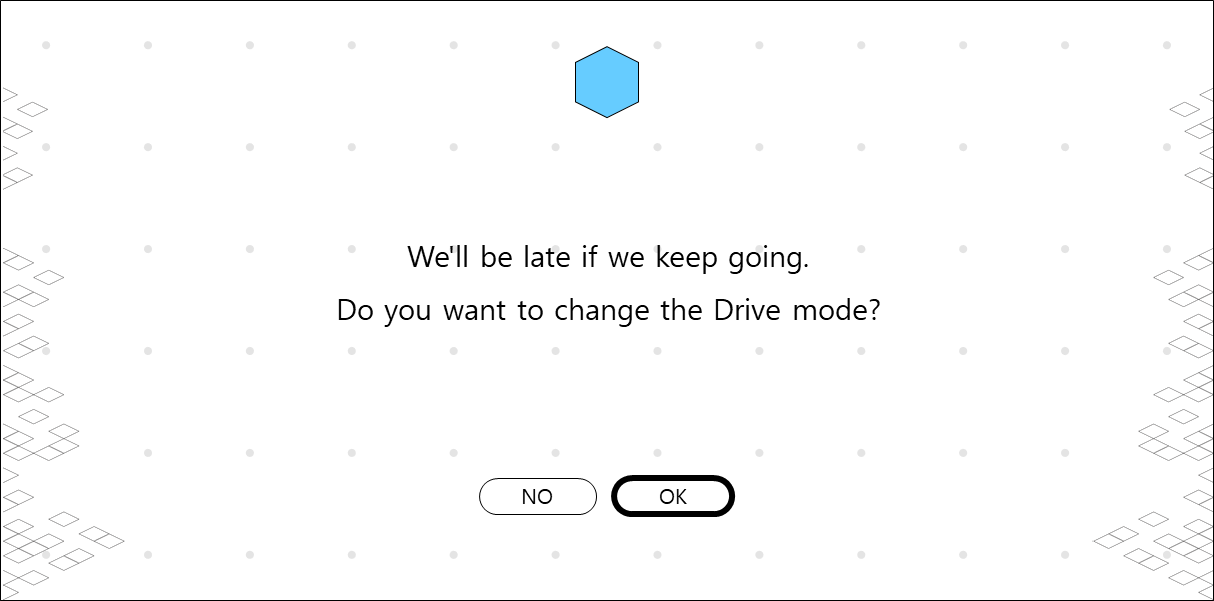 We'll be late if we keep going.
Do you want to change the Drive mode?
NO OK